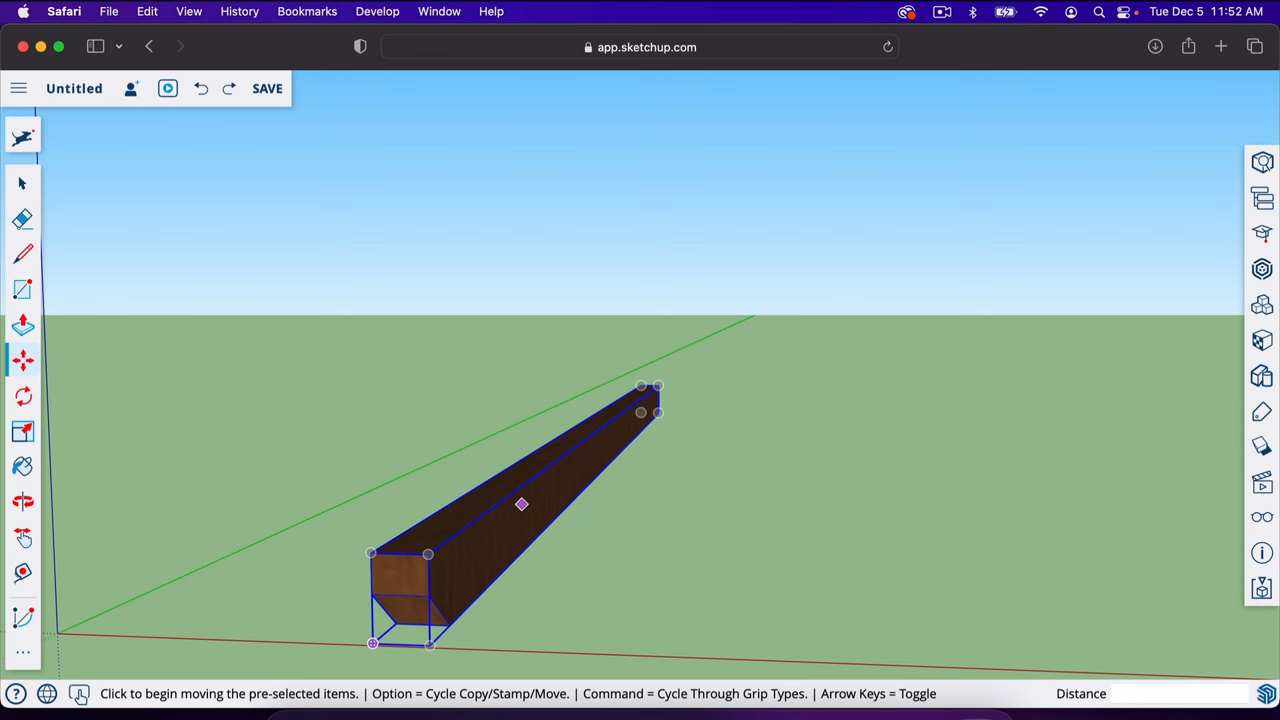 Safari File Edit View History Bookmarks Develop Window Help Tue Dec 5 11:52 AM
app.sketchup.com
Untitled SAVE
Click to begin moving the pre-selected items. | Option = Cycle Copy/Stamp/Move. | Command = Cycle Through Grip Types. | Arrow Keys = Toggle Distance